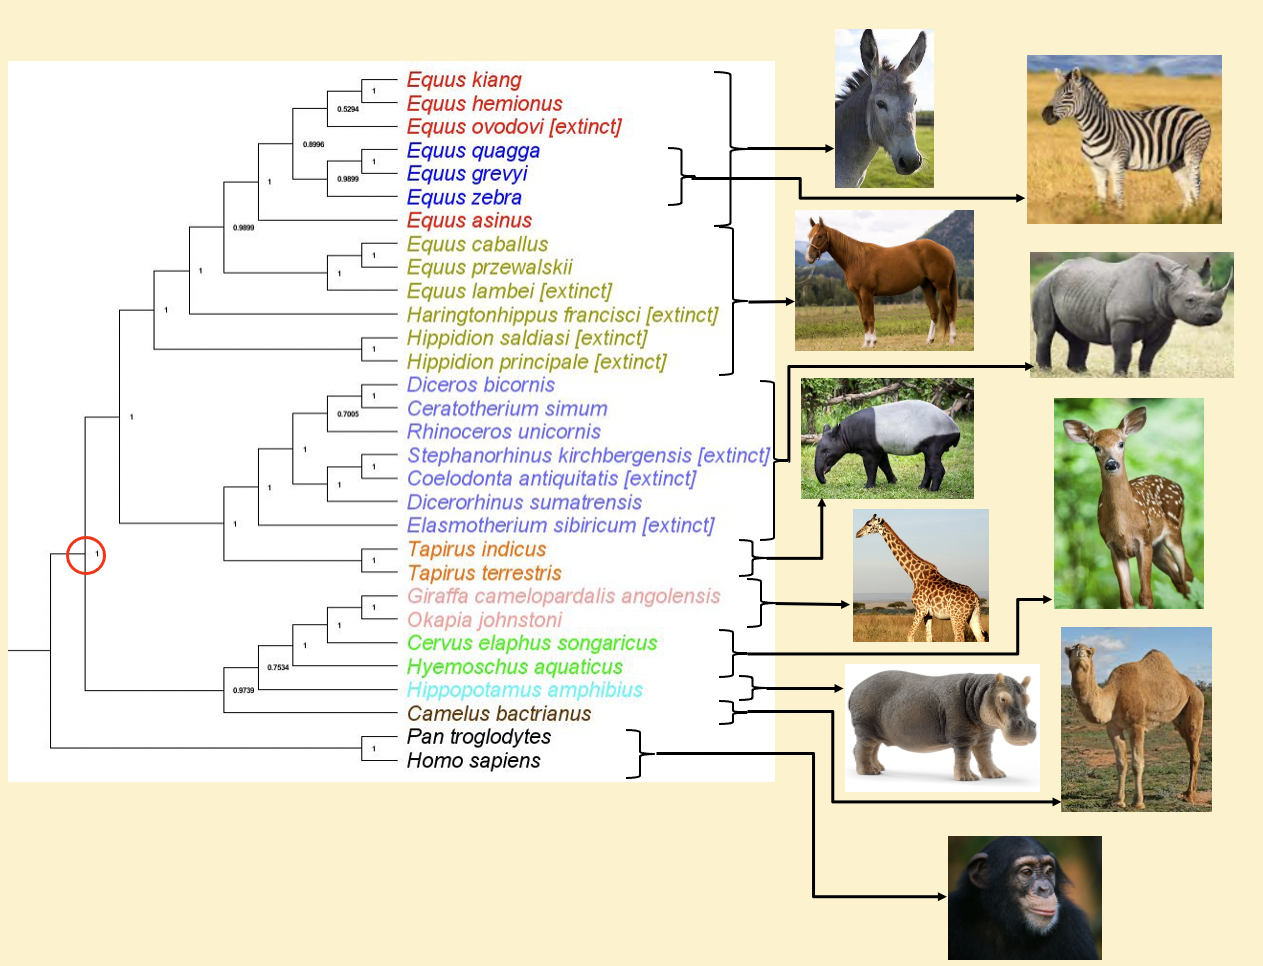 Equus kiang
1
Equus hemionus
0.5294
Equus ovodovi [extinct]
0.8996
Equus quagga
1
Equus grevyi
0.9899
1
Equus zebra
Equus asinus
0.9899
Equus caballus
1
Equus przewalskii
1
1
Equus lambei [extinct]
1
Haringtonhippus francisci [extinct]
Hippidion saldiasi [extinct]
1
Hippidion principale [extinct]
Diceros bicornis
1
Ceratotherium simum
0.7005
1
Rhinoceros unicornis
1
Stephanorhinus kirchbergensis [extinct]
1
Coelodonta antiquitatis [extinct]
1
1
Dicerorhinus sumatrensis
1
Elasmotherium sibiricum [extinct]
Tapirus indicus
1
1
Tapirus terrestris
Giraffa camelopardalis angolensis
1
Okapia johnstoni
1
Cervus elaphus songaricus
1
Hyemoschus aquaticus
0.7534
Hippopotamus amphibius
0.9739
Camelus bactrianus
Pan troglodytes
1
Homo sapiens